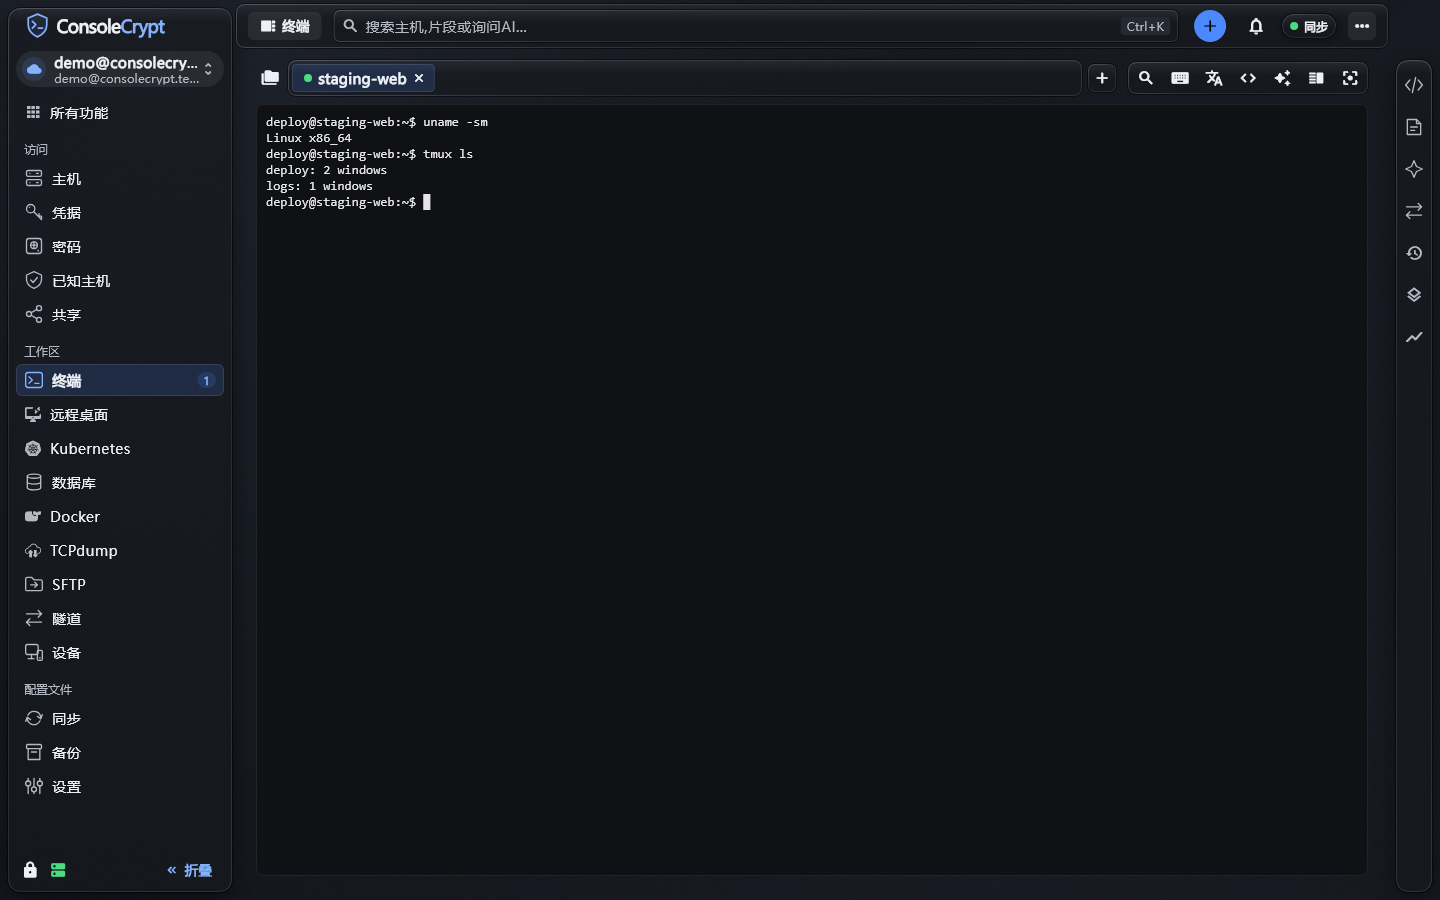 ConsoleCrypt
demo@consolecry...
demo@consolecrypt.te...
所有功能
访问
主机
凭据
密码
已知主机
共享
工作区
终端 1
远程桌面
Kubernetes
数据库
Docker
TCPdump
SFTP
隧道
设备
配置文件
同步
备份
设置
« 折叠
终端
搜索主机,片段或询问AI... Ctrl+K
同步
staging-web
deploy@staging-web:~$ uname -sm
Linux x86_64
deploy@staging-web:~$ tmux ls
deploy: 2 windows
logs: 1 windows
deploy@staging-web:~$